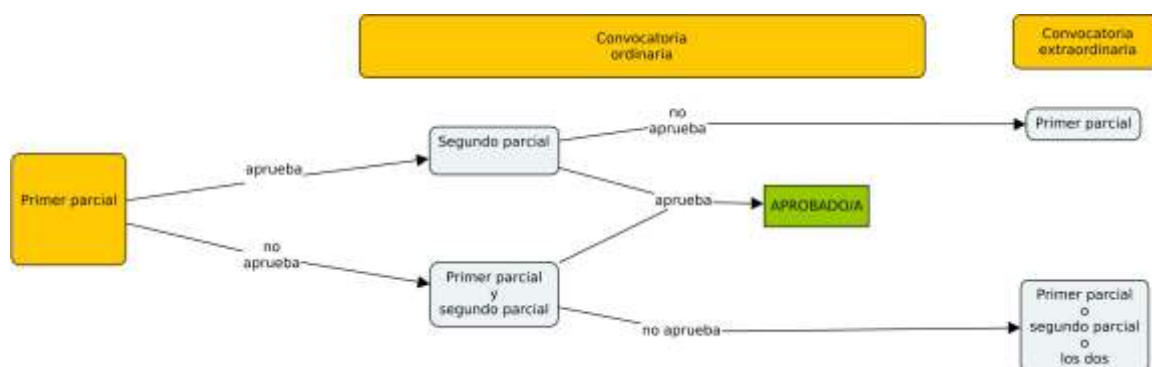 Convocatoria
ordinaria
Convocatoria
extraordinaria
no
aprueba
Primer parcial
Segundo parcial
aprueba
Primer parcial
aprueba
APROBADO/A
no
aprueba
Primer parcial
y
segundo parcial
no aprueba
Primer parcial
o
segundo parcial
o
los dos